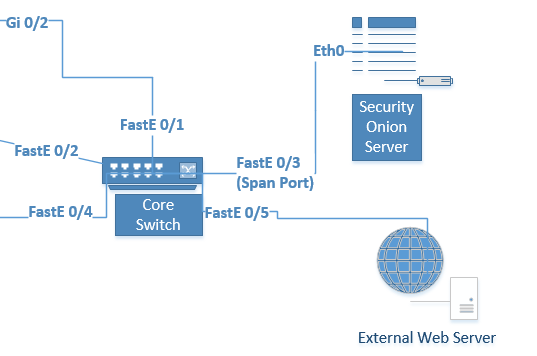 Gi 0/2
Eth0
Security
Onion
Server
FastE 0/1
FastE 0/2
FastE 0/3
(Span Port)
FastE 0/4
Core
Switch
FastE 0/5
External Web Server